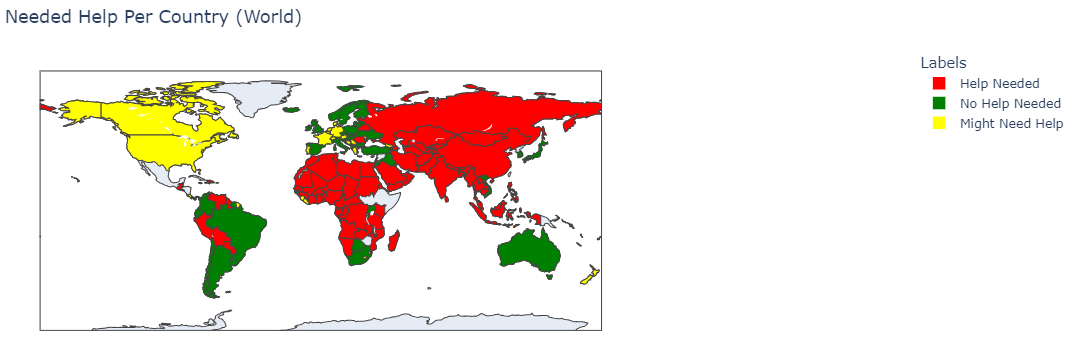 Needed Help Per Country (World)
Labels
Help Needed
No Help Needed
Might Need Help